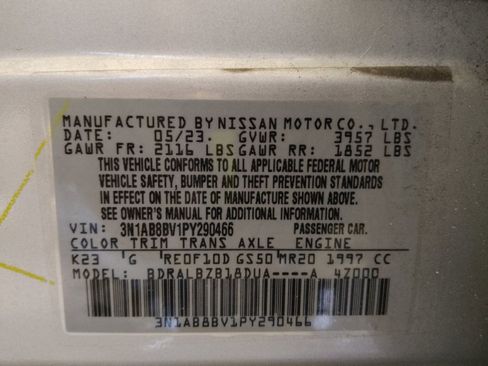 MANUFACTURED BY NISSAN MOTOR CO., LTD.
DATE: 05/23. GVWR: 3957 LBS
GAWR FR: 2116 LBS GAWR RR: 1852 LBS
THIS VEHICLE CONFORMS TO ALL APPLICABLE FEDERAL MOTOR
VEHICLE SAFETY, BUMPER AND THEFT PREVENTION STANDARDS
IN EFFECT ON THE DATE OF MANUFACTURE SHOWN ABOVE.
SEE OWNER'S MANUAL FOR ADDITIONAL INFORMATION.
VIN: 3N1AB8BV1PY290466 PASSENGER CAR.
COLOR TRIM TRANS AXLE ENGINE
K23 'G RE0F10D GS50 MR20 1997 CC
MODEL: BDRALBZB18DUA----A 4Z000
3N1AB8BV1PY290466